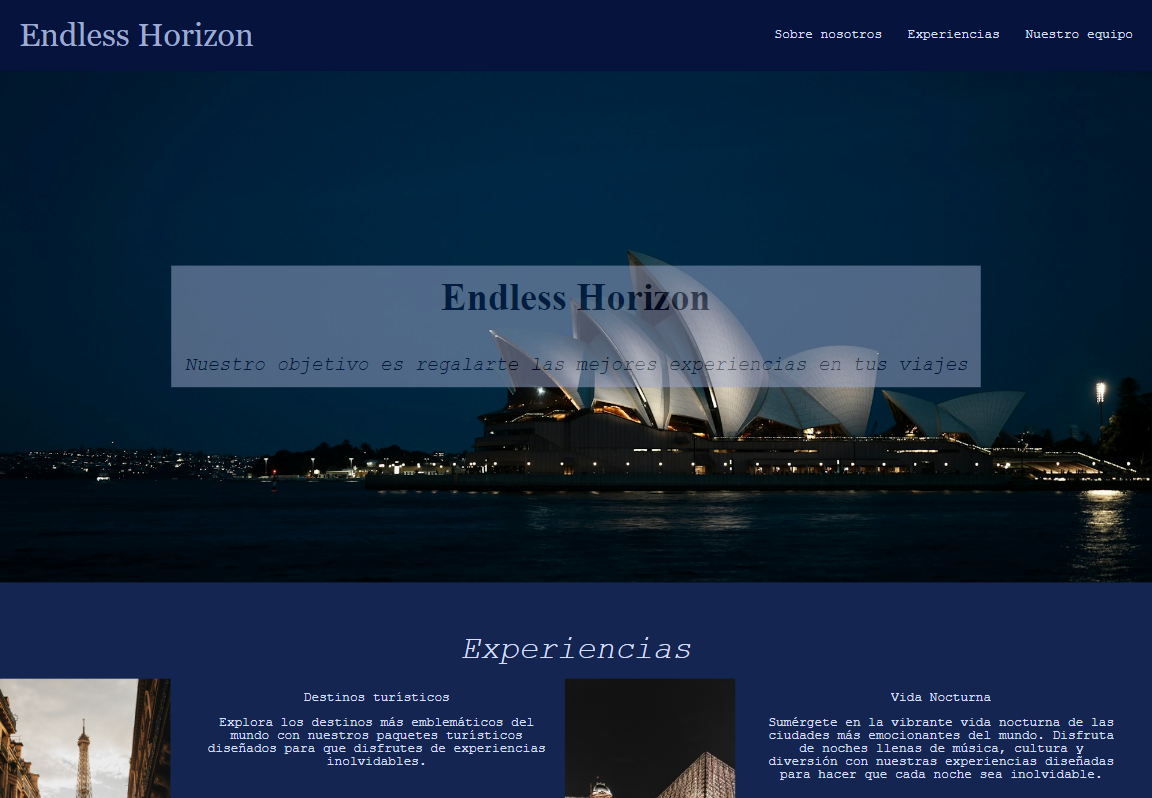 Endless Horizon
Sobre nosotros Experiencias Nuestro equipo
Endless Horizon
Nuestro objetivo es regalarte las mejores experiencias en tus viajes
Experiencias
Destinos turísticos
Explora los destinos más emblemáticos del
mundo con nuestros paquetes turísticos
diseñados para que disfrutes de experiencias
inolvidables.
Vida Nocturna
Sumérgete en la vibrante vida nocturna de las
ciudades más emocionantes del mundo. Disfruta
de noches llenas de música, cultura y
diversión con nuestras experiencias diseñadas
para hacer que cada noche sea inolvidable.